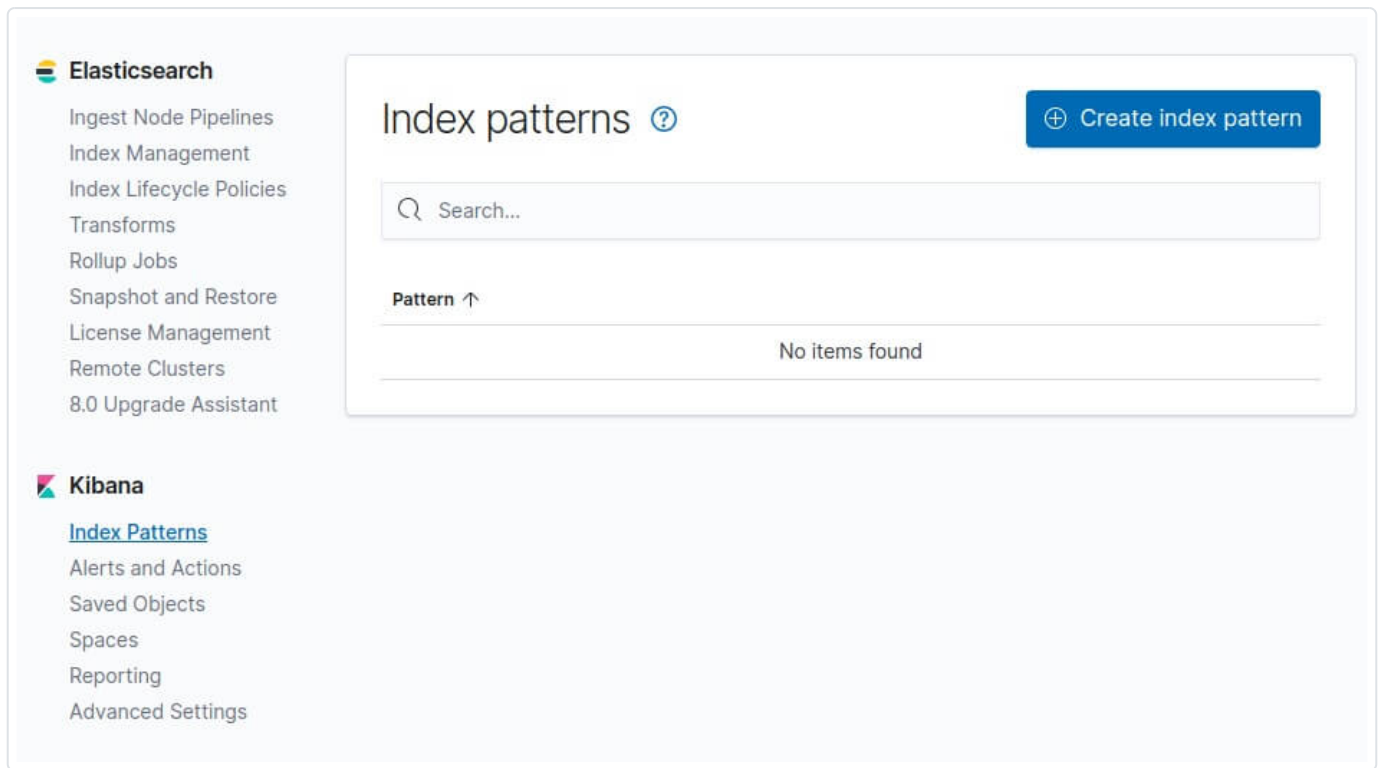 Elasticsearch
Ingest Node Pipelines
Index Management
Index Lifecycle Policies
Transforms
Rollup Jobs
Snapshot and Restore
License Management
Remote Clusters
8.0 Upgrade Assistant
Kibana
Index Patterns
Alerts and Actions
Saved Objects
Spaces
Reporting
Advanced Settings
Index patterns ?
Create index pattern
Search...
Pattern ↑
No items found